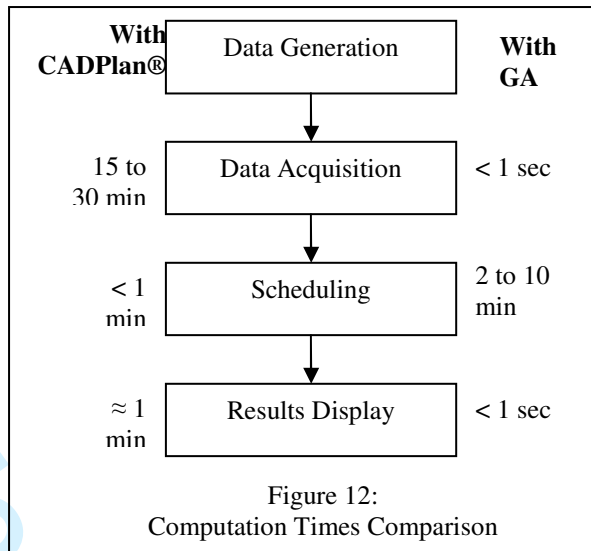 With
CADPlan®
Data Generation
With
GA
15 to
30 min
Data Acquisition
< 1 sec
< 1
min
Scheduling
2 to 10
min
≈ 1
min
Results Display
< 1 sec
Figure 12:
Computation Times Comparison